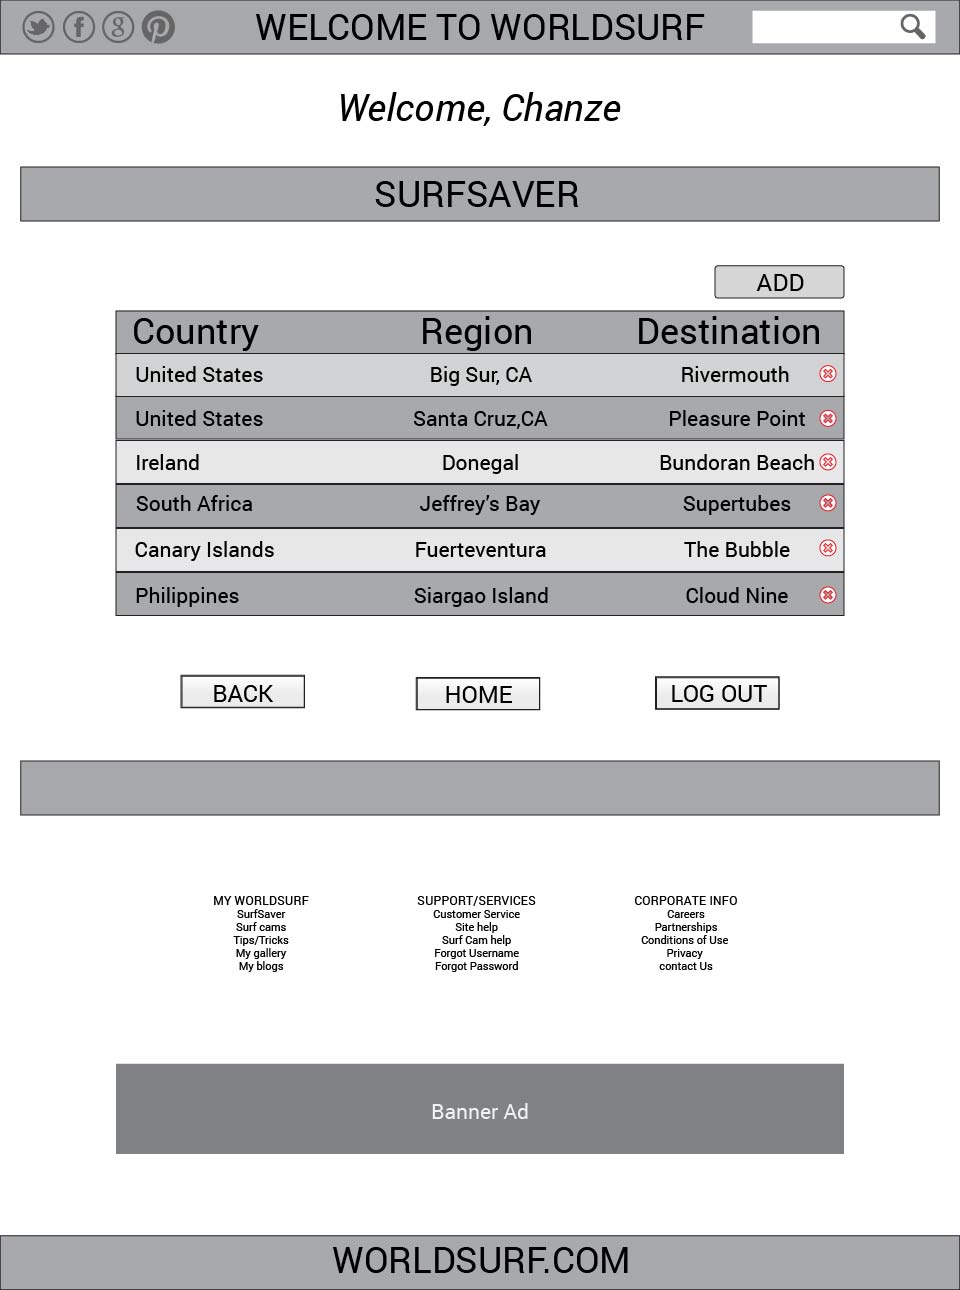 WELCOME TO WORLDSURF
Welcome, Chanze
SURFSAVER
ADD
Country Region Destination
United States Big Sur, CA Rivermouth
United States Santa Cruz,CA Pleasure Point
Ireland Donegal Bundoran Beach
South Africa Jeffrey’s Bay Supertubes
Canary Islands Fuerteventura The Bubble
Philippines Siargao Island Cloud Nine
BACK HOME LOG OUT
MY WORLDSURF
SurfSaver
Surf cams
Tips/Tricks
My gallery
My blogs
SUPPORT/SERVICES
Customer Service
Site help
Surf Cam help
Forgot Username
Forgot Password
CORPORATE INFO
Careers
Partnerships
Conditions of Use
Privacy
contact Us
Banner Ad
WORLDSURF.COM